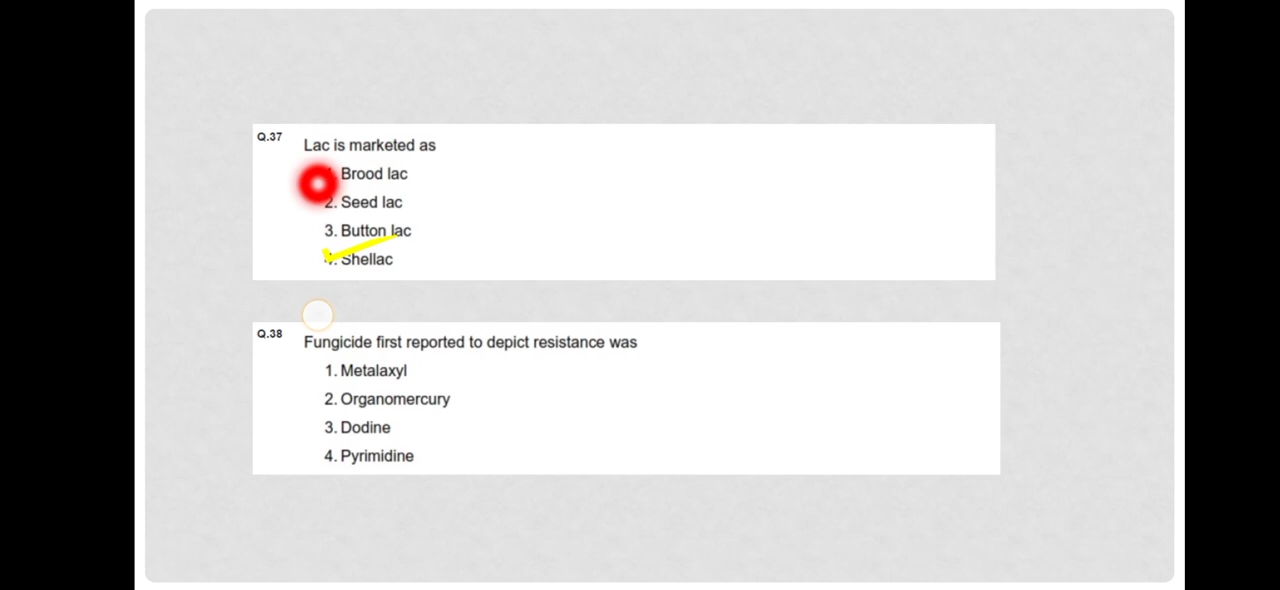 Q.37
Lac is marketed as
Brood lac
2. Seed lac
3. Button lac
Shellac
Q.38
Fungicide first reported to depict resistance was
1. Metalaxyl
2. Organomercury
3. Dodine
4. Pyrimidine